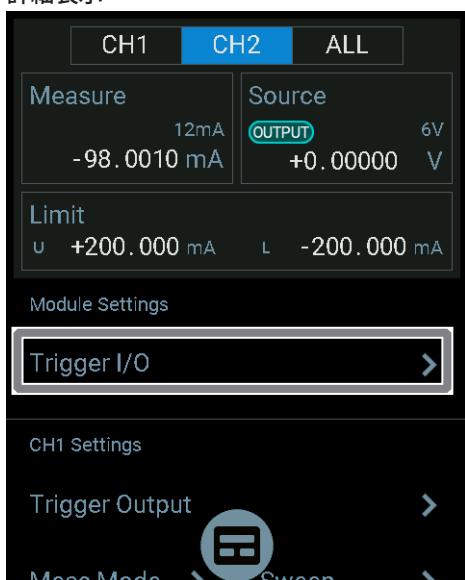 CH1 CH2 ALL
Measure
12mA
-98.0010 mA
Source
OUTPUT 6V
+0.00000 V
Limit
U +200.000 mA L -200.000 mA
Module Settings
Trigger I/O
CH1 Settings
Trigger Output